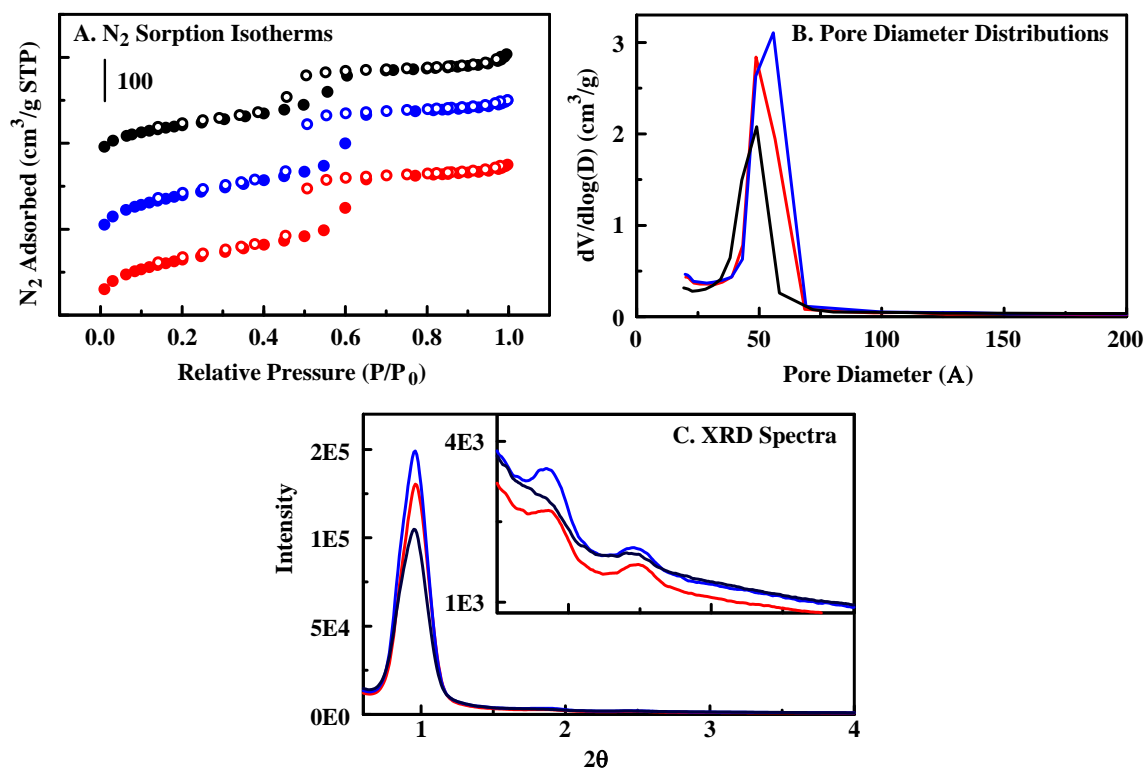 A. N₂ Sorption Isotherms
100
N₂ Adsorbed (cm³/g STP)
0.0 0.2 0.4 0.6 0.8 1.0
Relative Pressure (P/P₀)
B. Pore Diameter Distributions
3
2
1
0
dV/dlog(D) (cm³/g)
0 50 100 150 200
Pore Diameter (A)
C. XRD Spectra
4E3
1E3
2E5
1E5
5E4
0E0
Intensity
1 2 3 4
2θ